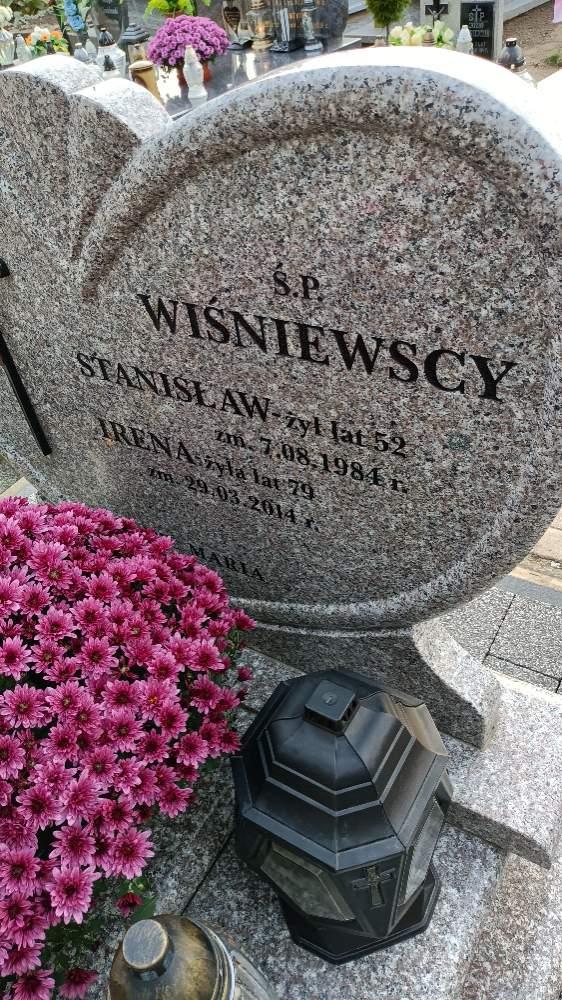 Ś.P.
WIŚNIEWSCY
STANISŁAW - żył lat 52
zm. 7.08.1984 r.
IRENA - żyła lat 79
zm. 29.03.2014 r.
MARIA